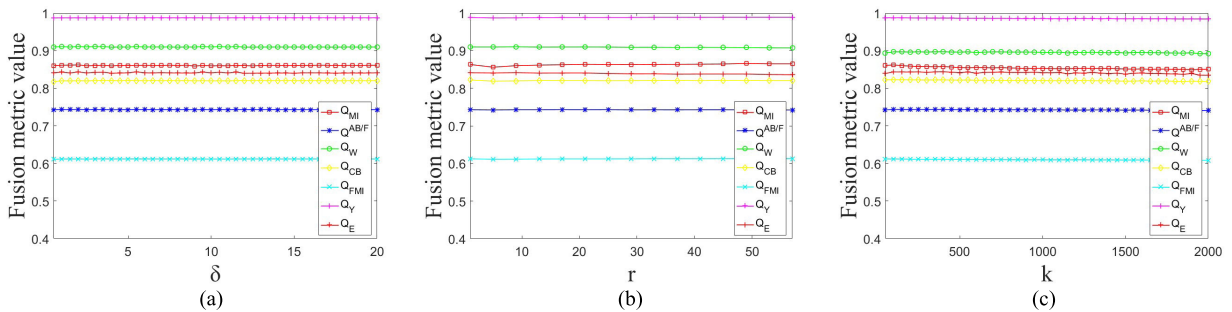 Fusion metric value
1
0.9
0.8
0.7
0.6
0.5
0.4
5
10
15
20
δ
Q_MI
Q^AB/F
Q_W
Q_CB
Q_FMI
Q_Y
Q_E
(a)
Fusion metric value
1
0.9
0.8
0.7
0.6
0.5
0.4
10
20
30
40
50
r
Q_MI
Q^AB/F
Q_W
Q_CB
Q_FMI
Q_Y
Q_E
(b)
Fusion metric value
1
0.9
0.8
0.7
0.6
0.5
0.4
500
1000
1500
2000
k
Q_MI
Q^AB/F
Q_W
Q_CB
Q_FMI
Q_Y
Q_E
(c)